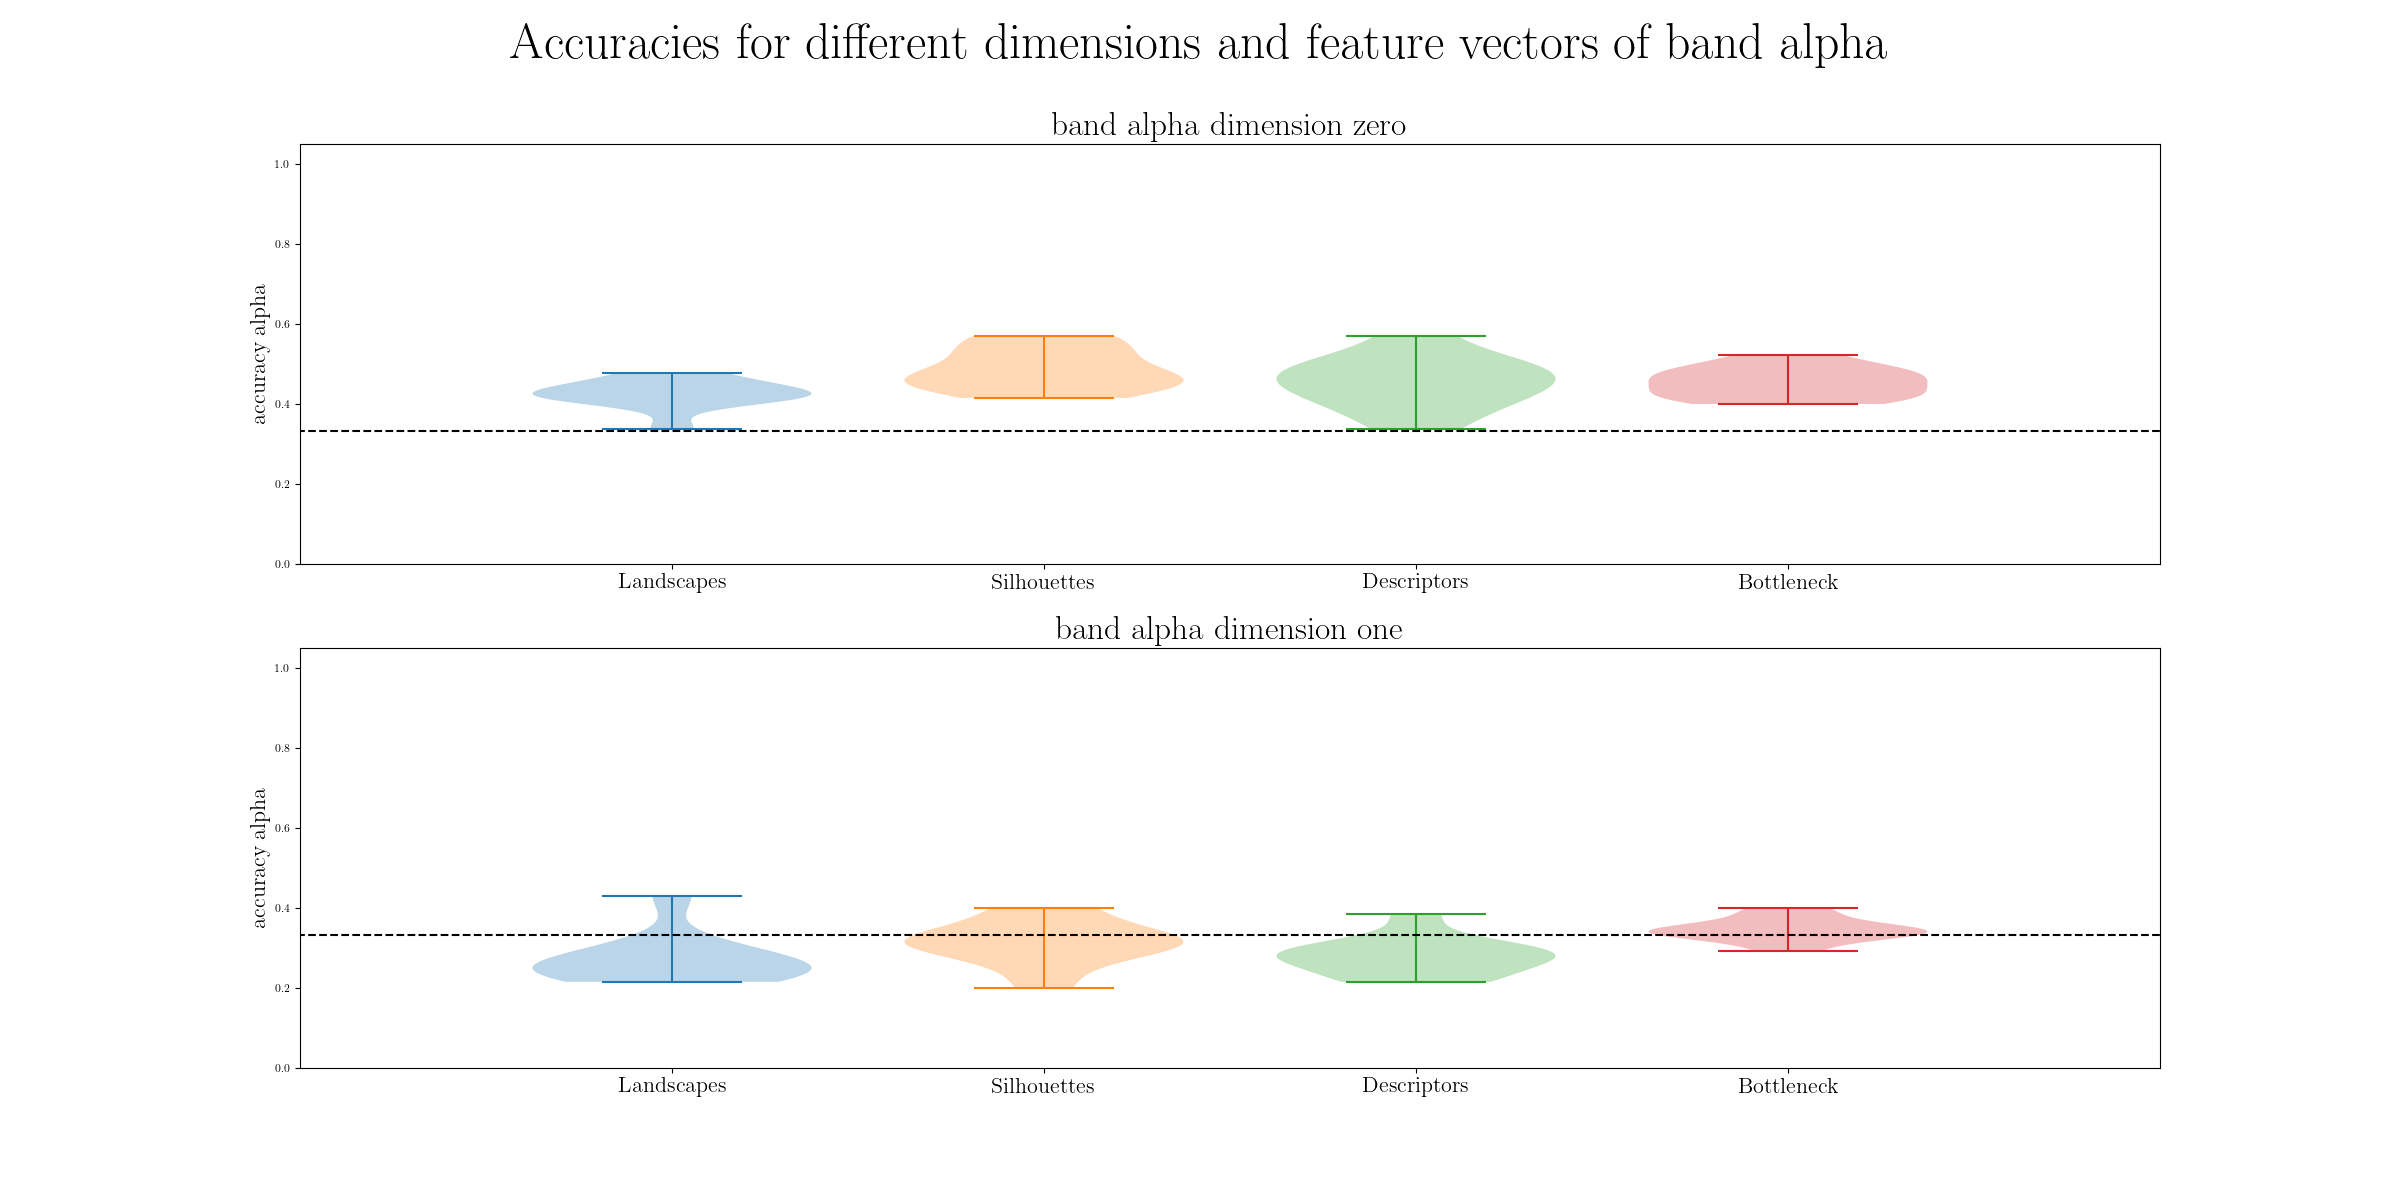 Accuracies for different dimensions and feature vectors of band alpha
band alpha dimension zero
1.0
0.8
0.6
0.4
0.2
0.0
accuracy alpha
Landscapes Silhouettes Descriptors Bottleneck
band alpha dimension one
1.0
0.8
0.6
0.4
0.2
0.0
accuracy alpha
Landscapes Silhouettes Descriptors Bottleneck